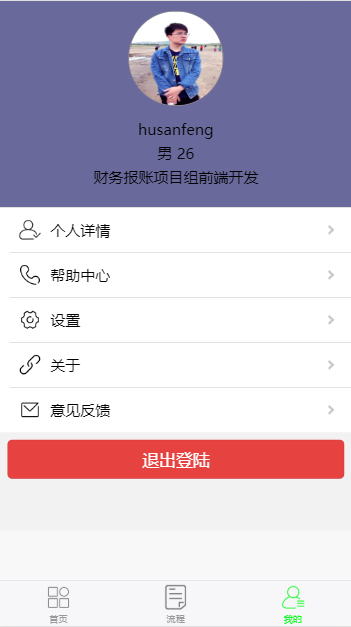 husanfeng
男 26
财务报账项目组前端开发
个人详情
帮助中心
设置
关于
意见反馈
退出登陆
首页
流程
我的